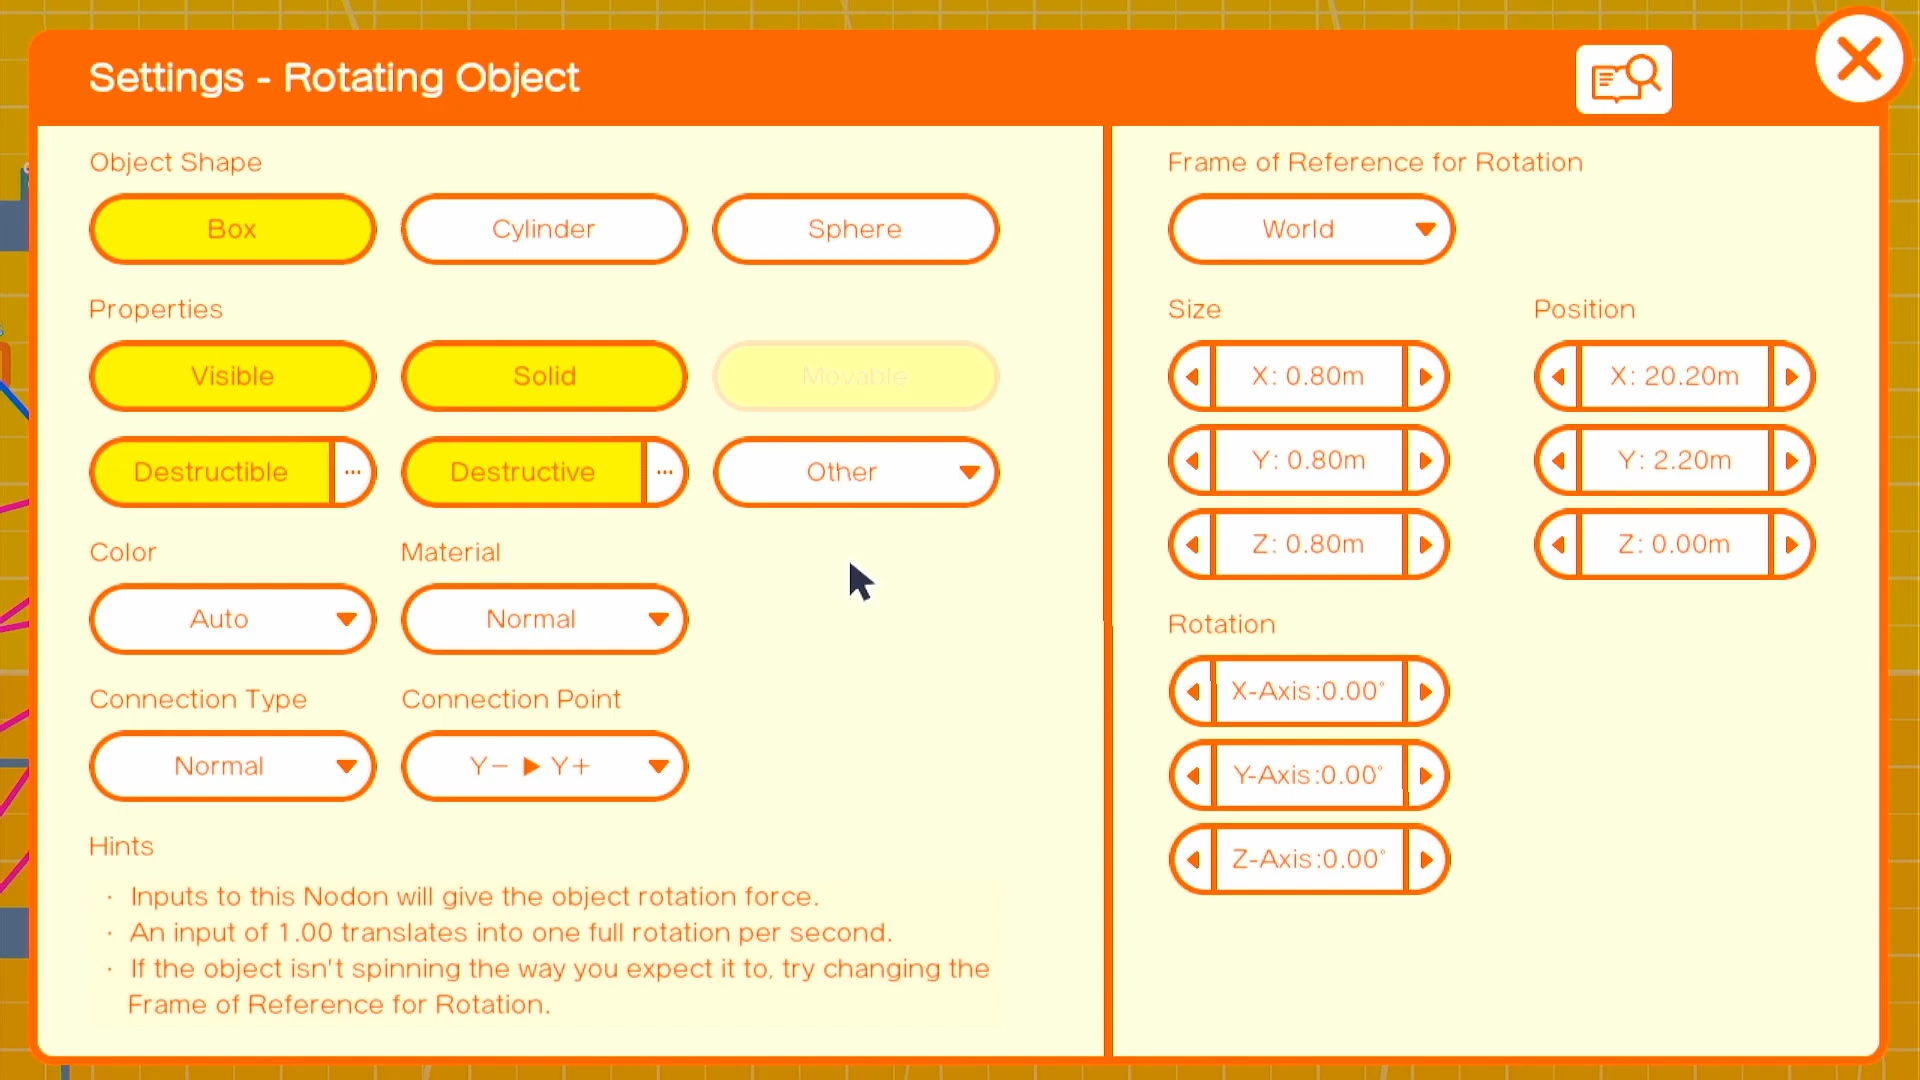 Settings - Rotating Object
Object Shape
Box
Cylinder
Sphere
Properties
Visible
Solid
Movable
Destructible
...
Destructive
...
Other
Color
Material
Auto
Normal
Connection Type
Connection Point
Normal
Y− ▶ Y+
Hints
· Inputs to this Nodon will give the object rotation force.
· An input of 1.00 translates into one full rotation per second.
· If the object isn't spinning the way you expect it to, try changing the
Frame of Reference for Rotation.
Frame of Reference for Rotation
World
Size
X: 0.80m
Y: 0.80m
Z: 0.80m
Position
X: 20.20m
Y: 2.20m
Z: 0.00m
Rotation
X-Axis:0.00°
Y-Axis:0.00°
Z-Axis:0.00°